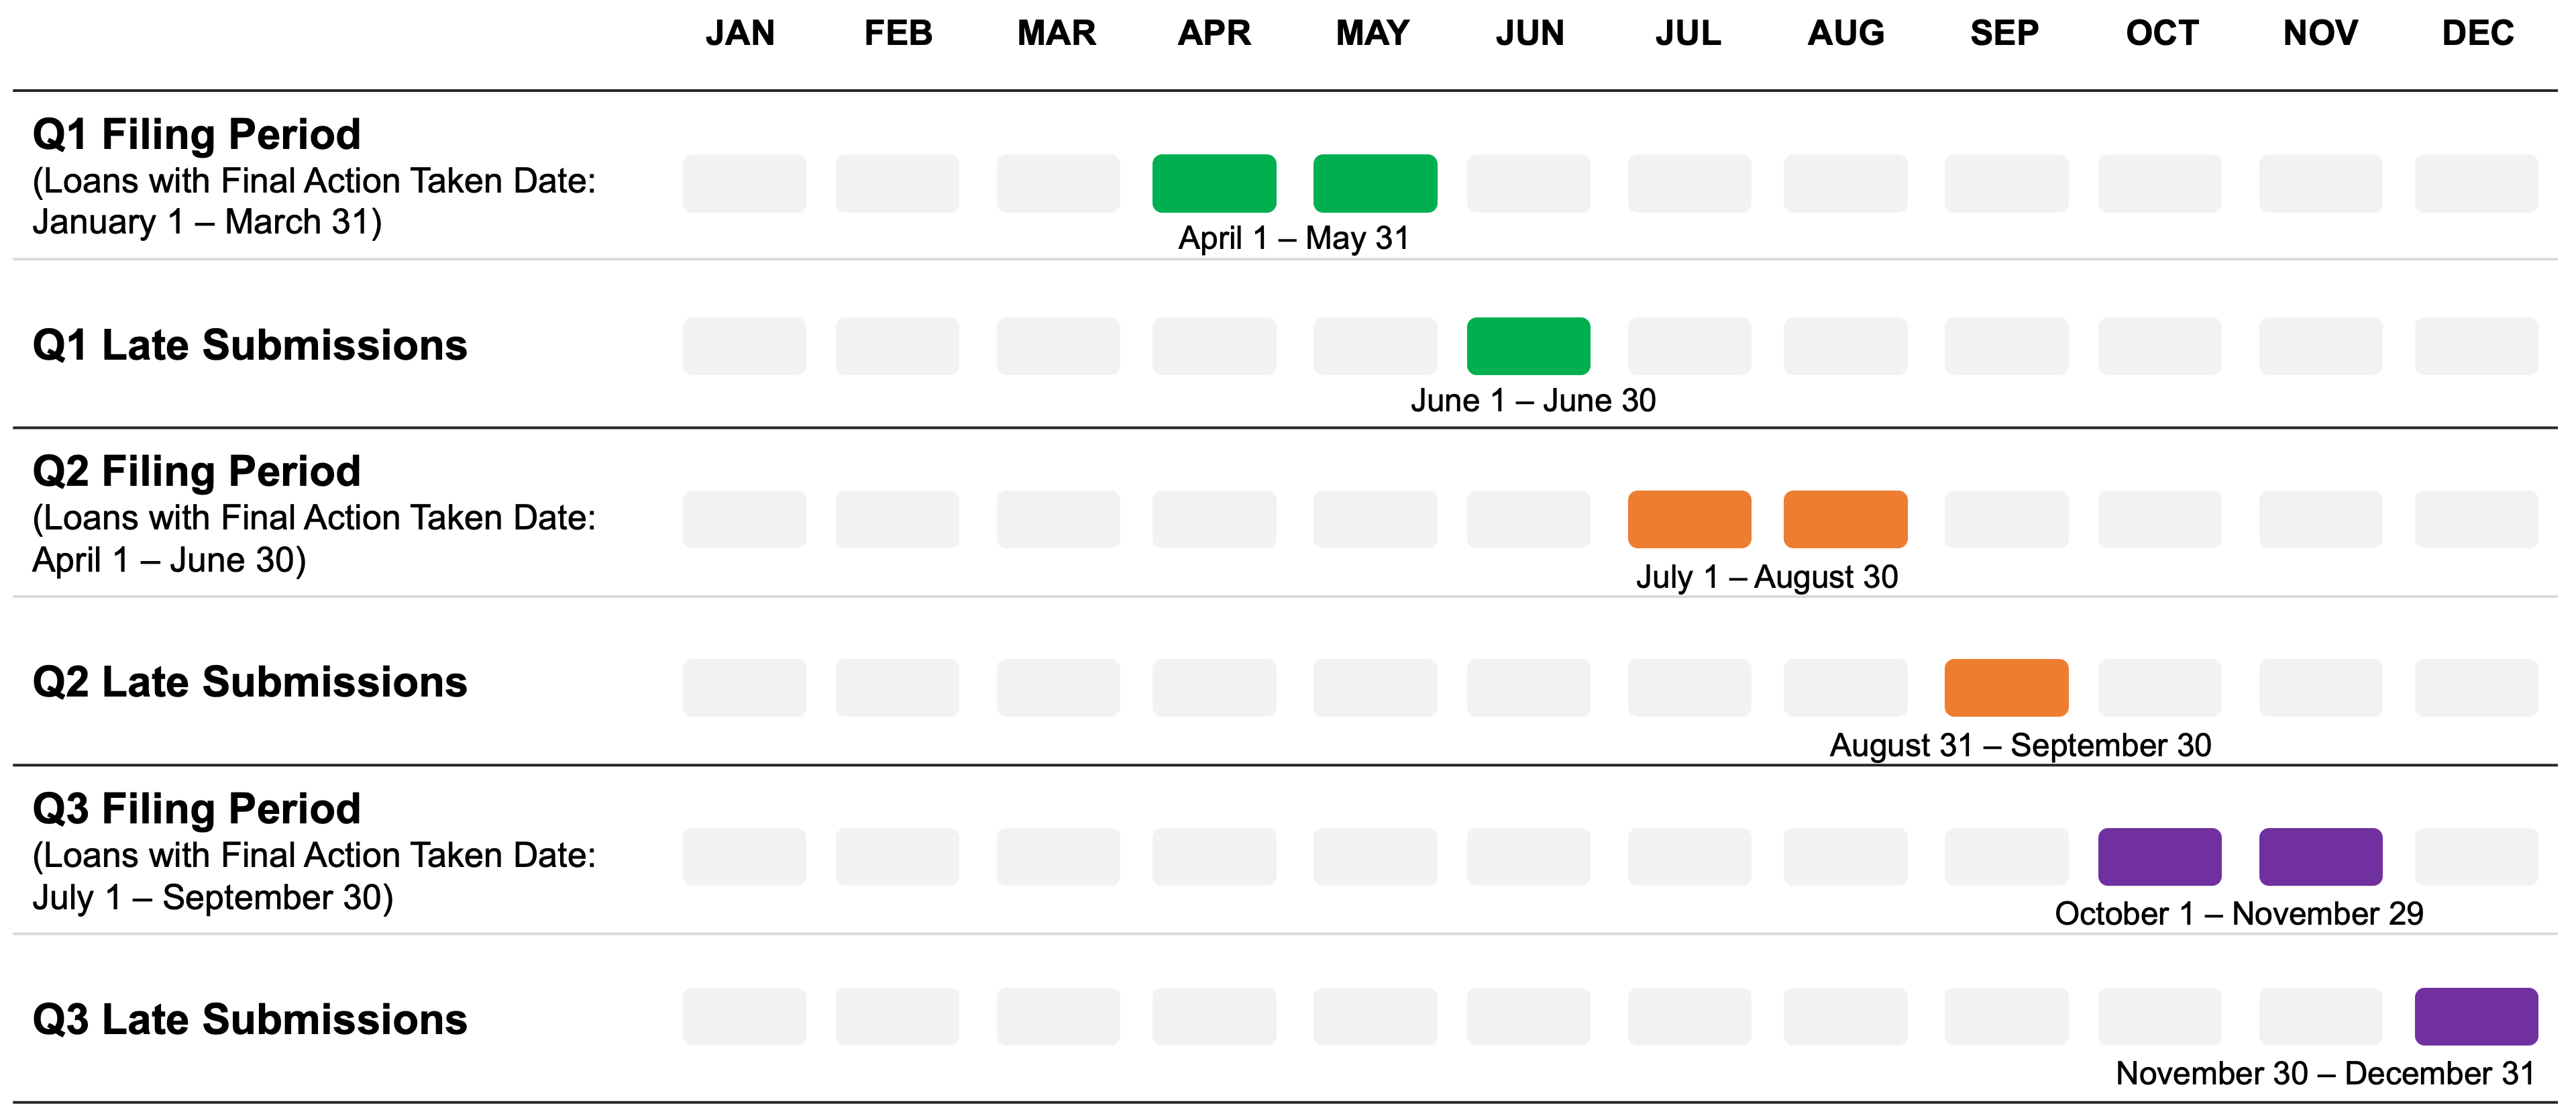 JAN FEB MAR APR MAY JUN JUL AUG SEP OCT NOV DEC
Q1 Filing Period
(Loans with Final Action Taken Date:
January 1 – March 31)
April 1 – May 31
Q1 Late Submissions
June 1 – June 30
Q2 Filing Period
(Loans with Final Action Taken Date:
April 1 – June 30)
July 1 – August 30
Q2 Late Submissions
August 31 – September 30
Q3 Filing Period
(Loans with Final Action Taken Date:
July 1 – September 30)
October 1 – November 29
Q3 Late Submissions
November 30 – December 31